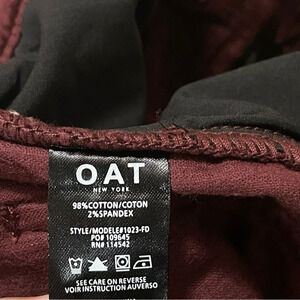 OAT
NEW YORK
98%COTTON/COTON
2%SPANDEX
STYLE/MODELE#1023-FD
PO# 109645
RN# 114542
SEE CARE ON REVERSE
VOIR INSTRUCTION AUVERSO